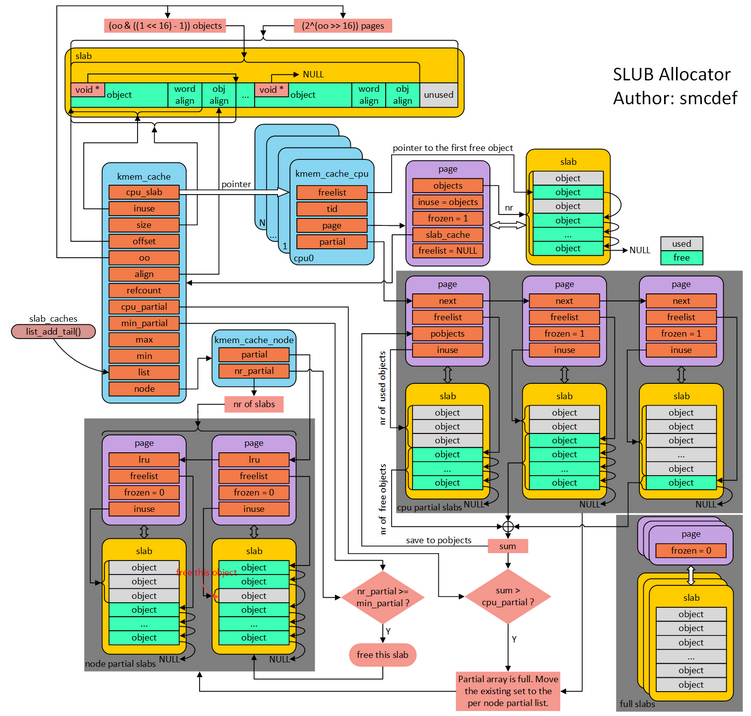 (oo & ((1 << 16) - 1)) objects
(2^(oo >> 16)) pages
SLUB Allocator
Author: smcdef
slab
NULL
void *
object
word
align
obj
align
...
void *
object
word
align
obj
align
unused
kmem_cache
cpu_slab
inuse
size
offset
oo
align
refcount
cpu_partial
min_partial
max
min
list
node
pointer
slab_caches
list_add_tail()
kmem_cache_cpu
freelist
tid
page
partial
cpu0
1
...
N
pointer to the first free object
page
objects
inuse = objects
frozen = 1
slab_cache
freelist = NULL
nr
slab
object
object
object
object
...
object
NULL
used
free
page
next
freelist
pobjects
inuse
page
next
freelist
frozen = 1
inuse
page
next
freelist
frozen = 1
inuse
slab
object
object
object
object
...
object
NULL
slab
object
object
object
object
...
object
NULL
slab
object
object
object
...
object
object
NULL
cpu partial slabs
nr of used objects
nr of free objects
kmem_cache_node
partial
nr_partial
nr of slabs
page
lru
freelist
frozen = 0
inuse
page
lru
freelist
frozen = 0
inuse
slab
object
object
object
object
...
object
NULL
slab
object
object
object
object
...
object
NULL
free this object
node partial slabs
save to pobjects
sum
nr_partial >=
min_partial ?
Y
free this slab
sum >
cpu_partial ?
Y
Partial array is full. Move
the existing set to the
per node partial list.
page
frozen = 0
slab
object
object
object
...
object
object
full slabs